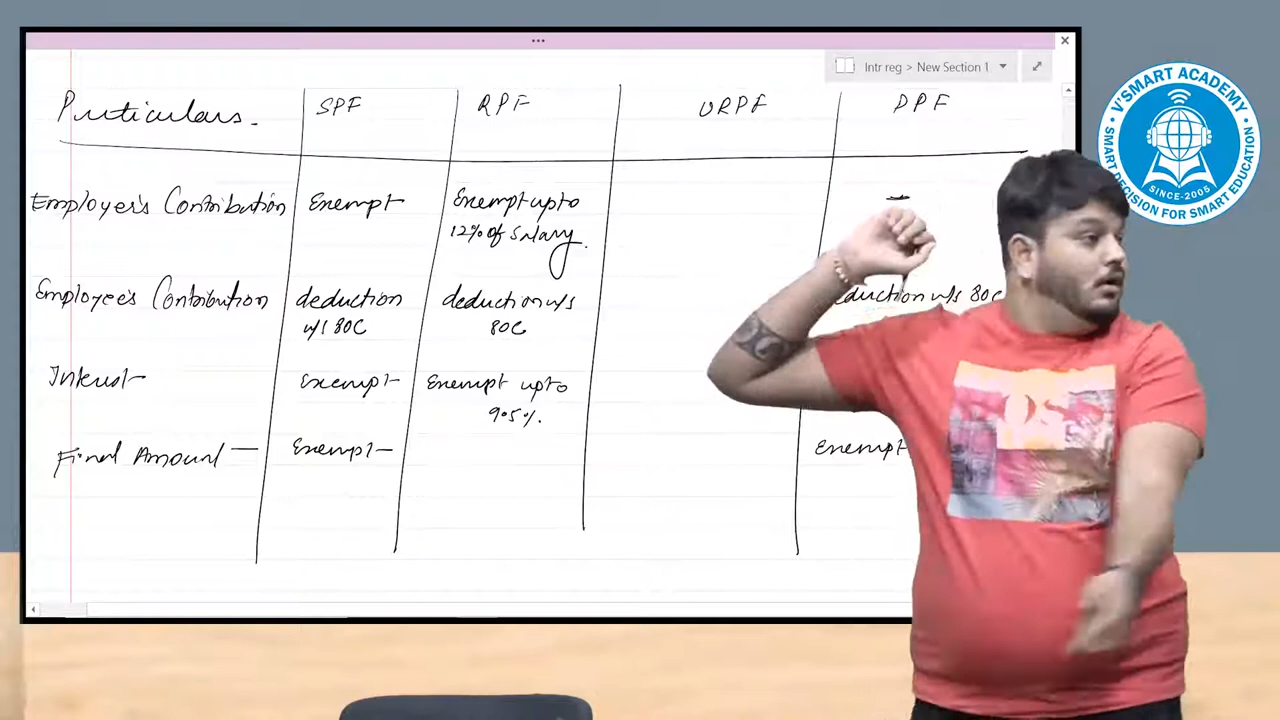 Intr reg > New Section 1
Particulars.
SPF
RPF
URPF
PPF
Employer's Contribution
Exempt
Exempt upto
12% of Salary.
-
Employee's Contribution
deduction
u/s 80C
deduction u/s
80C
eduction u/s 80C
Interest
Exempt
Exempt upto
9.5%.
Final Amount
Exempt
Exempt
V'SMART ACADEMY
SINCE-2005
SMART DECISION FOR SMART EDUCATION